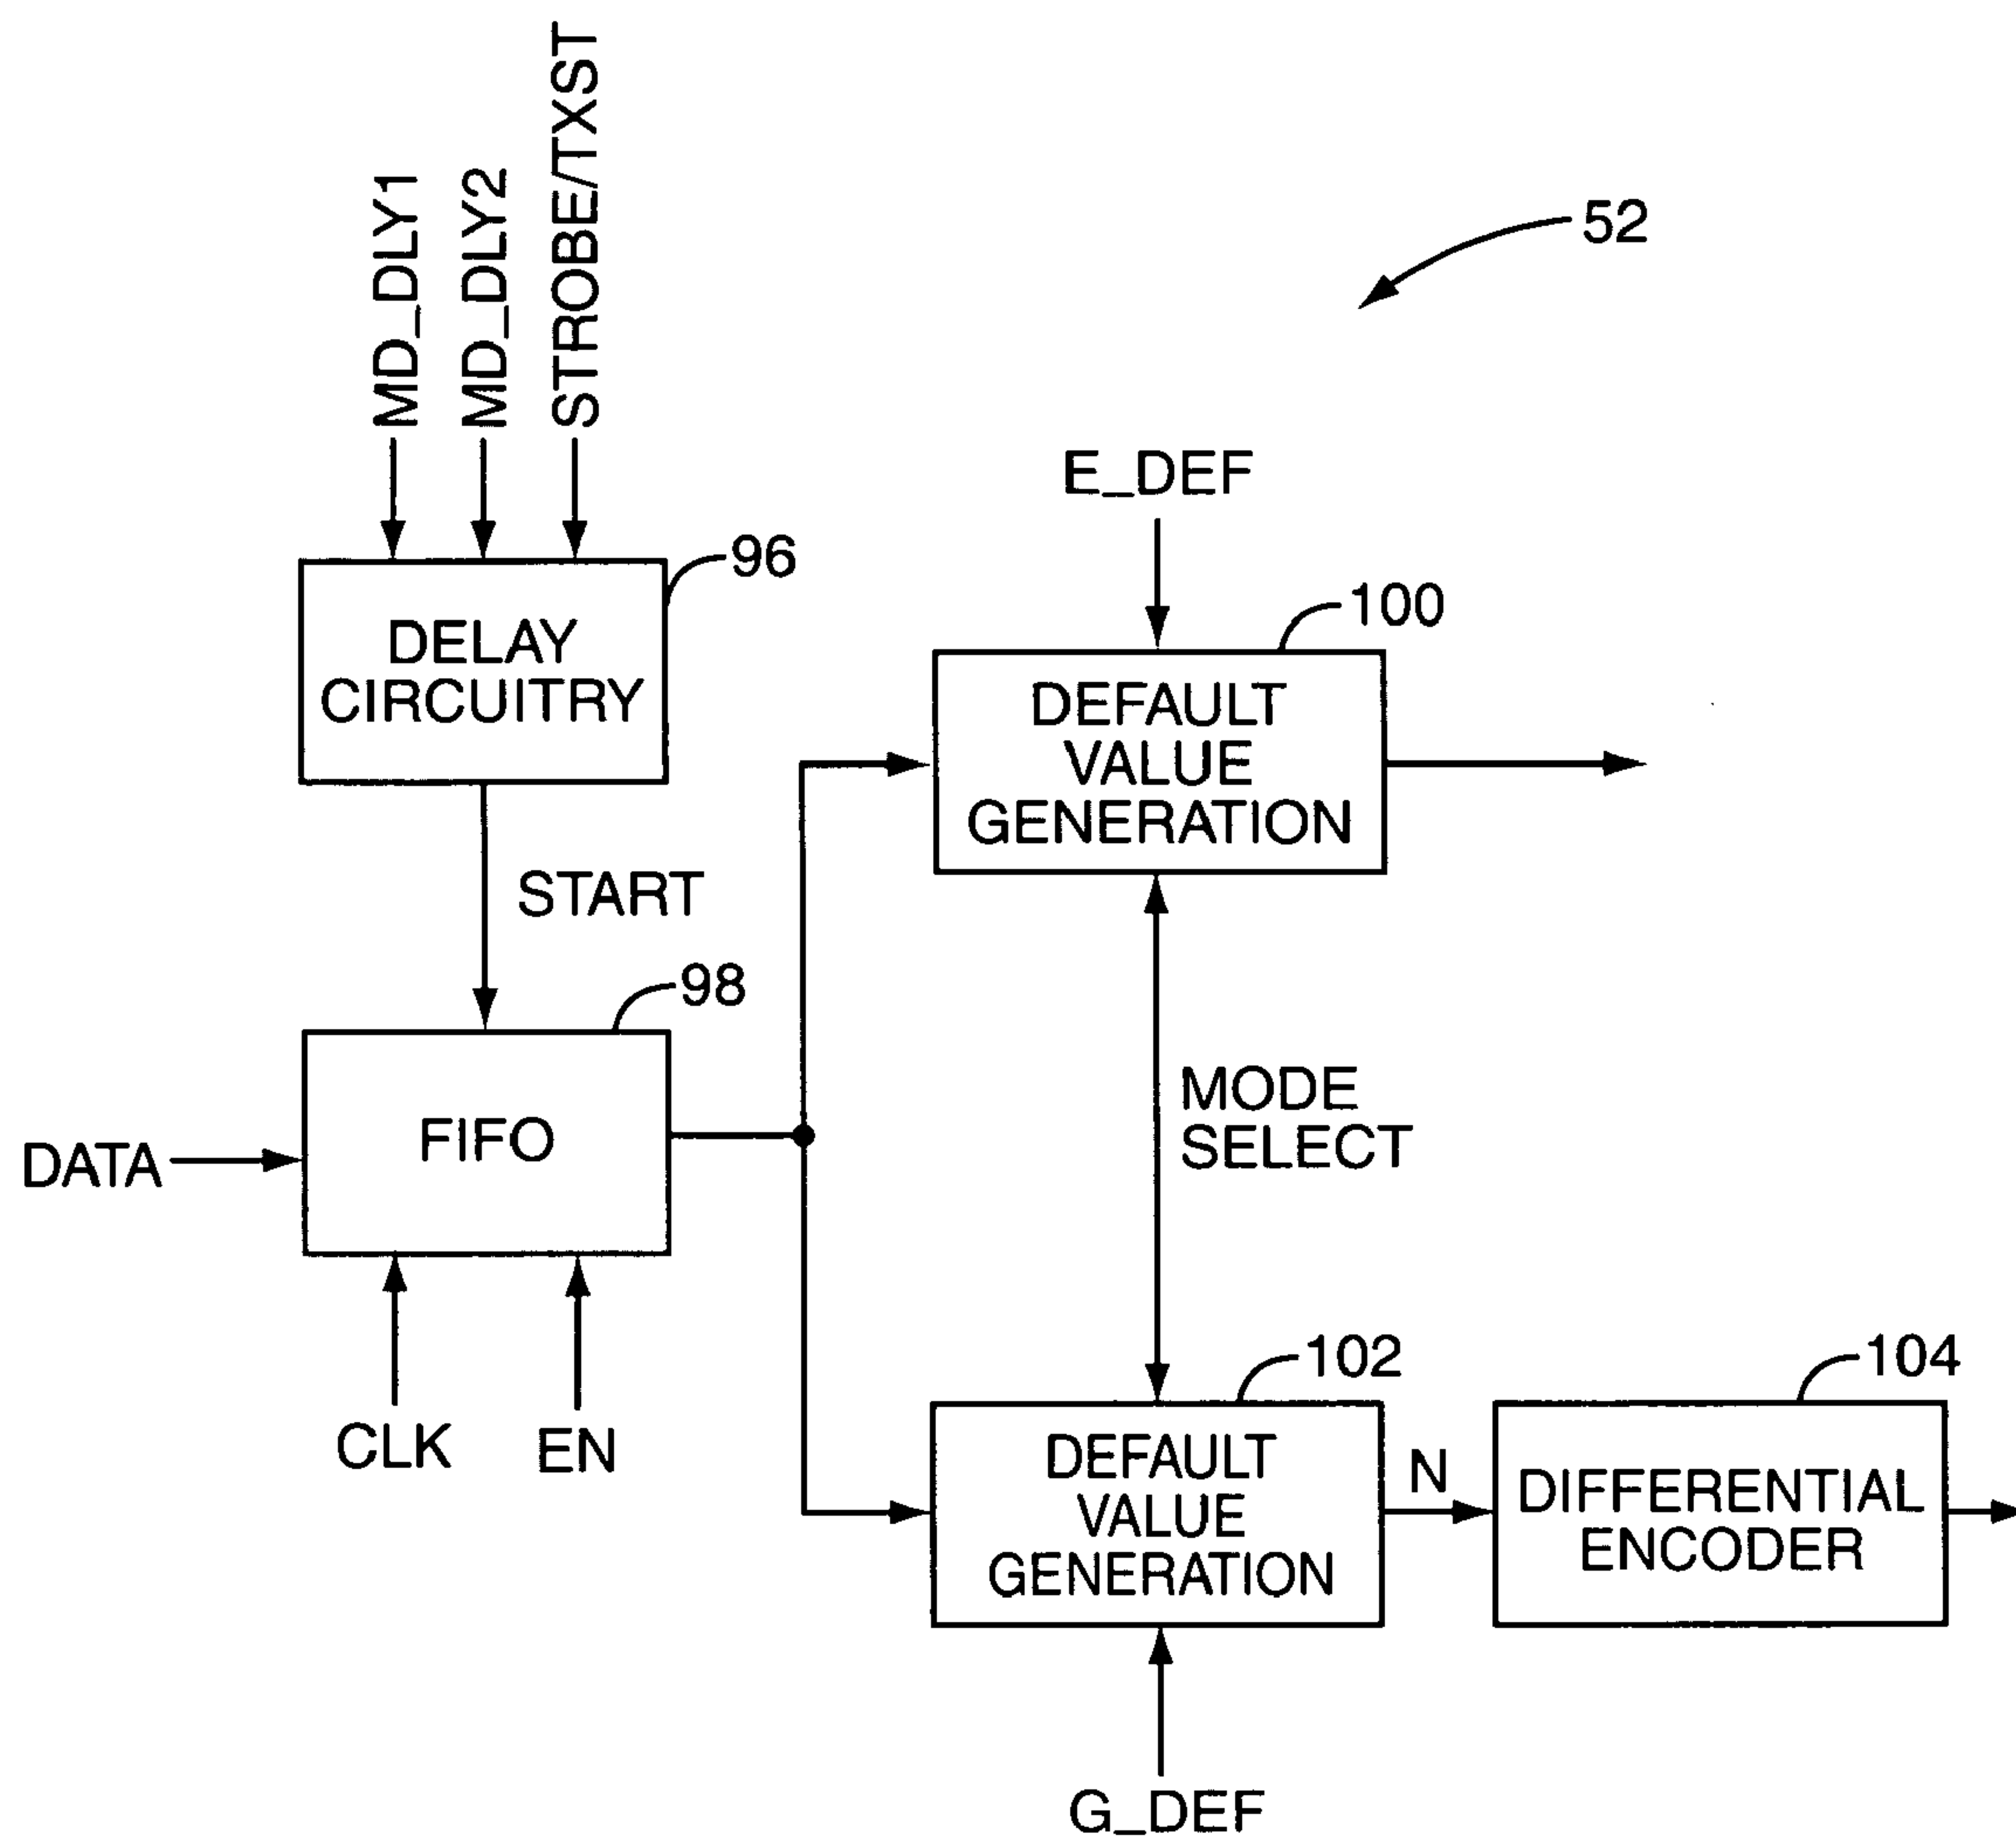 MD_DLY1
MD_DLY2
STROBE/TXST
52
E_DEF
96
DELAY
CIRCUITRY
100
DEFAULT
VALUE
GENERATION
START
98
FIFO
DATA
MODE
SELECT
CLK
EN
102
DEFAULT
VALUE
GENERATION
N
104
DIFFERENTIAL
ENCODER
G_DEF